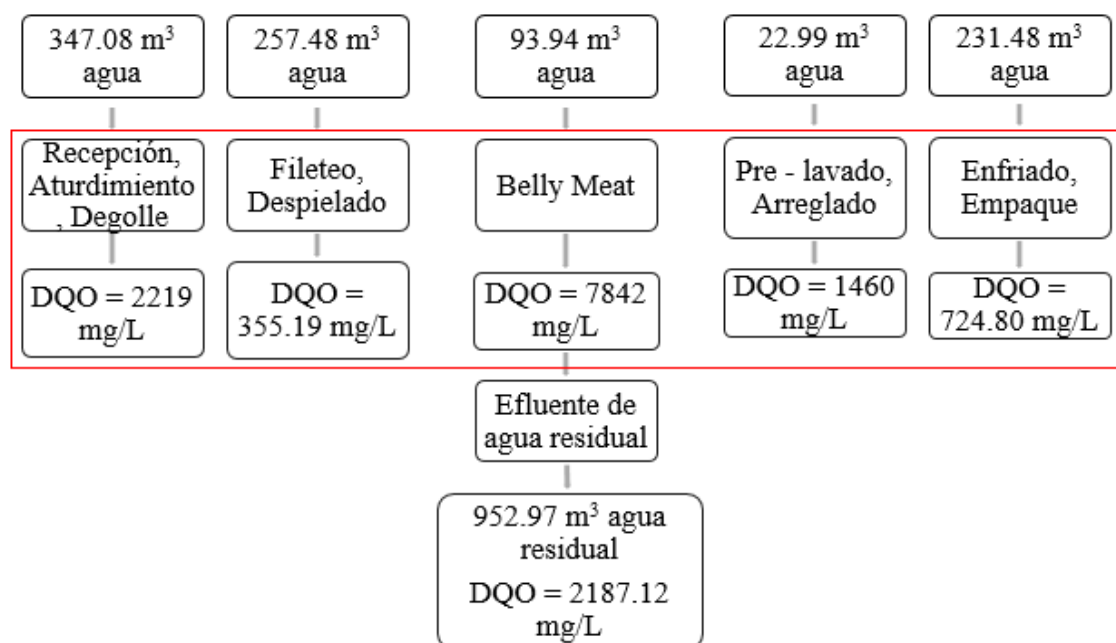 347.08 m³
agua
257.48 m³
agua
93.94 m³
agua
22.99 m³
agua
231.48 m³
agua
Recepción,
Aturdimiento
, Degolle
Fileteo,
Despielado
Belly Meat
Pre - lavado,
Arreglado
Enfriado,
Empaque
DQO = 2219
mg/L
DQO =
355.19 mg/L
DQO = 7842
mg/L
DQO = 1460
mg/L
DQO =
724.80 mg/L
Efluente de
agua residual
952.97 m³ agua
residual
DQO = 2187.12
mg/L